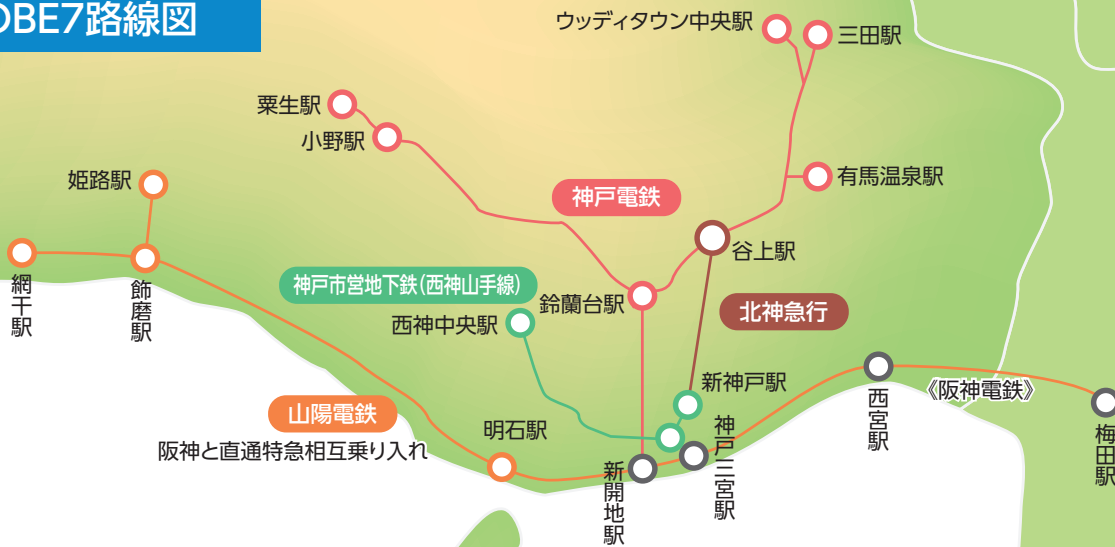 OBE7路線図
ウッディタウン中央駅
三田駅
粟生駅
小野駅
姫路駅
神戸電鉄
有馬温泉駅
谷上駅
網干駅
飾磨駅
神戸市営地下鉄(西神山手線)
鈴蘭台駅
北神急行
西神中央駅
新神戸駅
《阪神電鉄》
西宮駅
梅田駅
山陽電鉄
阪神と直通特急相互乗り入れ
明石駅
神戸三宮駅
新開地駅